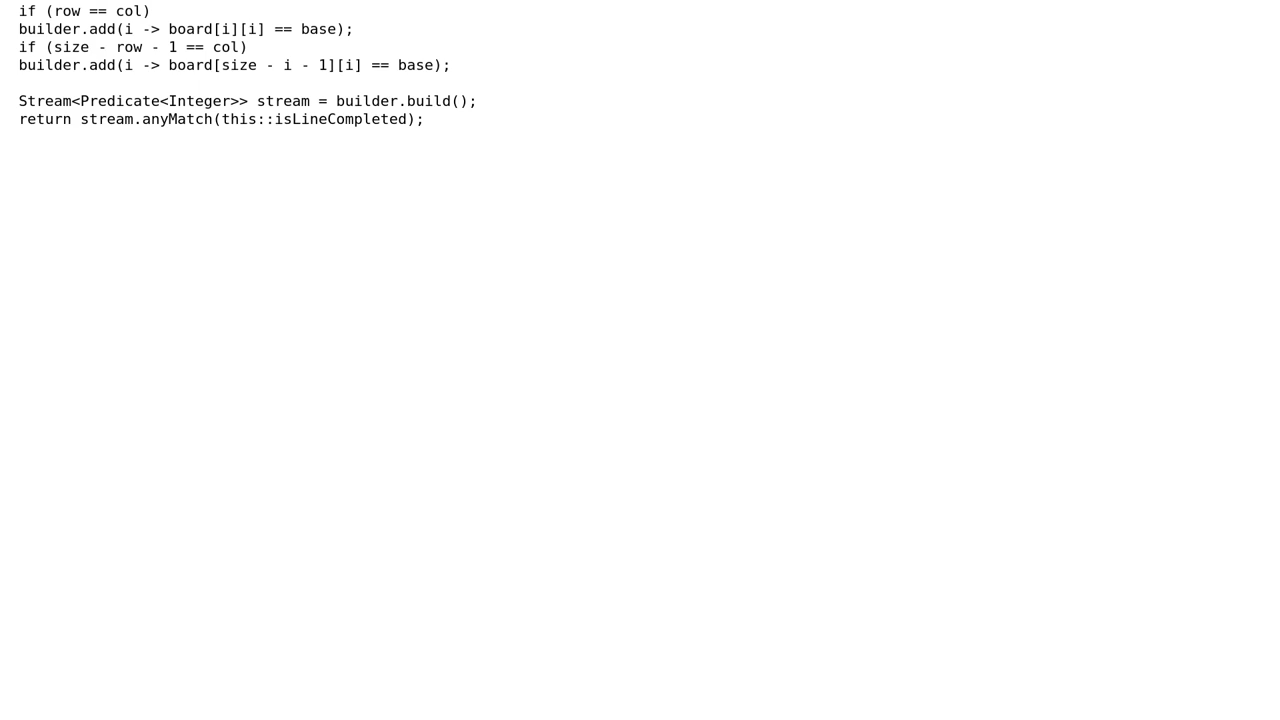 if (row == col)
builder.add(i -> board[i][i] == base);
if (size - row - 1 == col)
builder.add(i -> board[size - i - 1][i] == base);

Stream<Predicate<Integer>> stream = builder.build();
return stream.anyMatch(this::isLineCompleted);